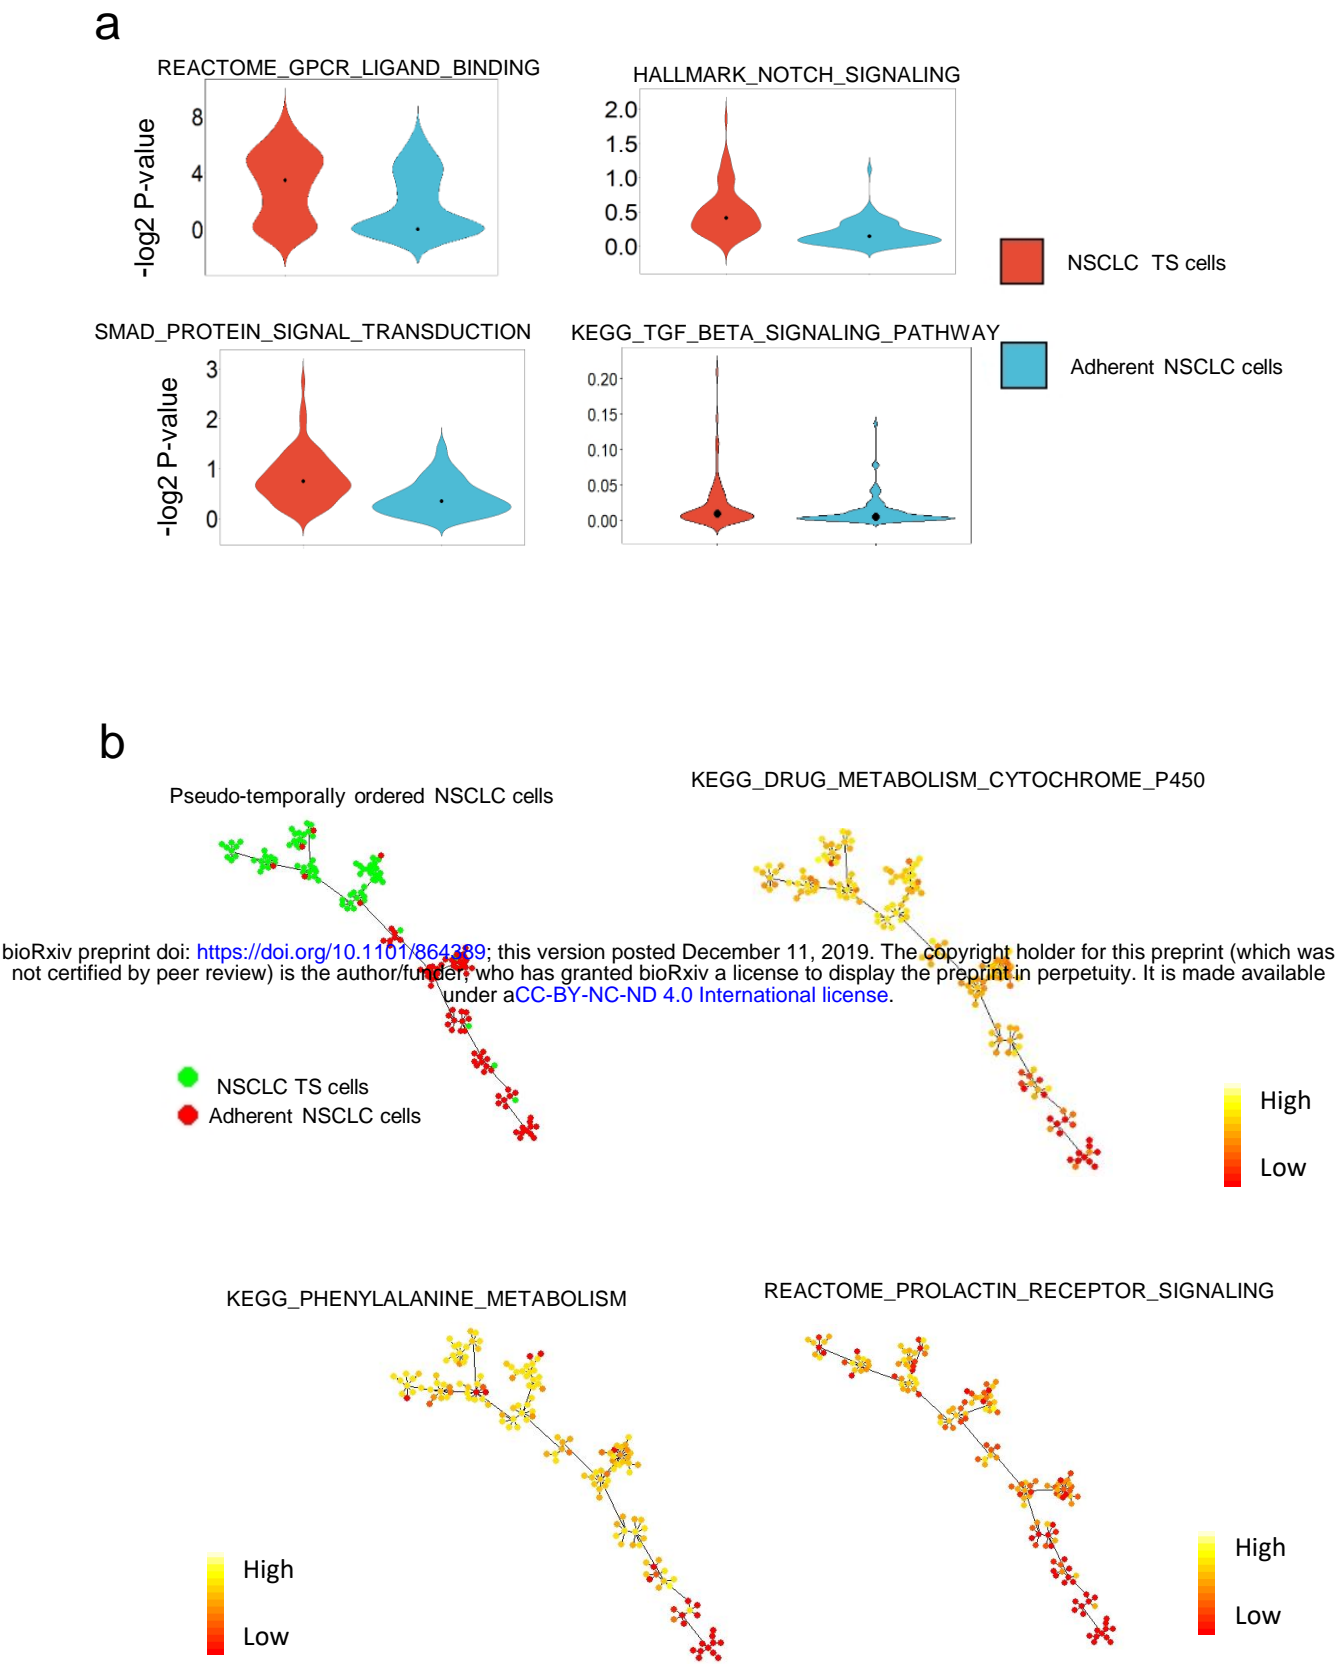 a
REACTOME_GPCR_LIGAND_BINDING
HALLMARK_NOTCH_SIGNALING
-log2 P-value
8
4
0
2.0
1.5
1.0
0.5
0.0
NSCLC TS cells
SMAD_PROTEIN_SIGNAL_TRANSDUCTION
KEGG_TGF_BETA_SIGNALING_PATHWAY
-log2 P-value
3
2
1
0
0.20
0.15
0.10
0.05
0.00
Adherent NSCLC cells
b
Pseudo-temporally ordered NSCLC cells
KEGG_DRUG_METABOLISM_CYTOCHROME_P450
bioRxiv preprint doi: https://doi.org/10.1101/864389; this version posted December 11, 2019. The copyright holder for this preprint (which was
not certified by peer review) is the author/funder, who has granted bioRxiv a license to display the preprint in perpetuity. It is made available
under aCC-BY-NC-ND 4.0 International license.
NSCLC TS cells
Adherent NSCLC cells
High
Low
KEGG_PHENYLALANINE_METABOLISM
REACTOME_PROLACTIN_RECEPTOR_SIGNALING
High
Low
High
Low